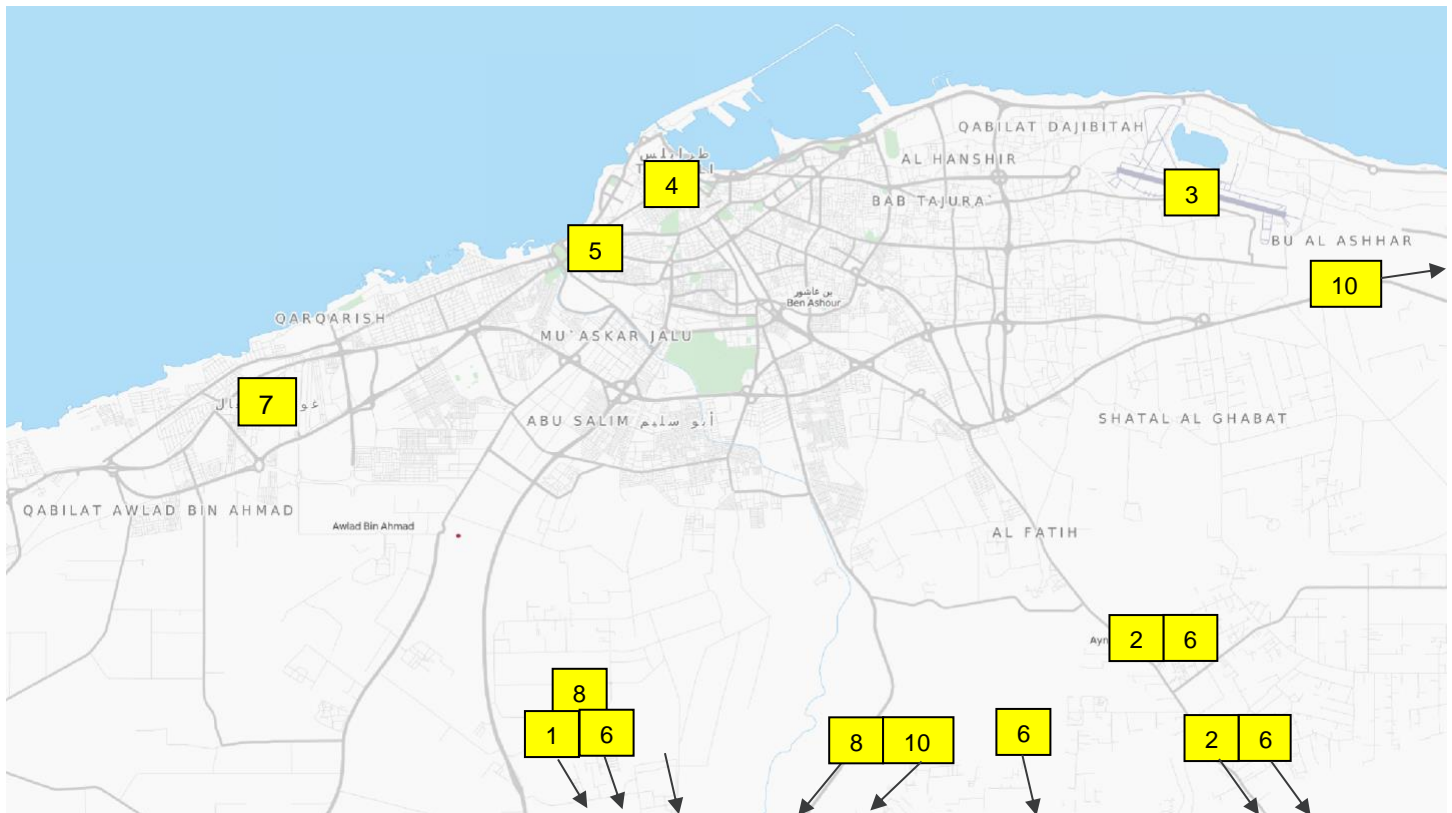 QABILAT DAJIBITAH
طرابلس
AL HANSHIR
4
3
BAB TAJURA`
5
BU AL ASHHAR
10
بن عاشور
Ben Ashour
QARQARISH
MU`ASKAR JALU
7
ABU SALIM أبو سليم
SHATAL AL GHABAT
QABILAT AWLAD BIN AHMAD
Awlad Bin Ahmad
AL FATIH
2 6
8
1 6
8 10
6
2 6